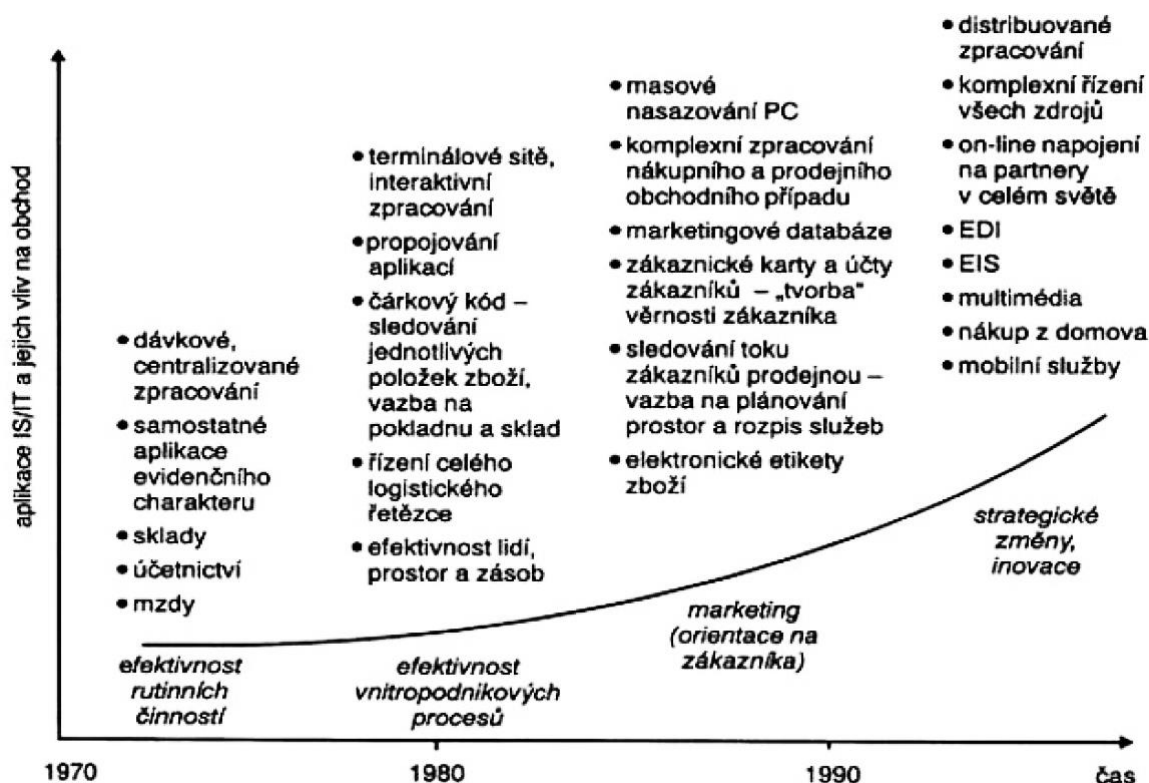 aplikace IS/IT a jejich vliv na obchod
• dávkové,
centralizované
zpracování
• samostatné
aplikace
evidenčního
charakteru
• sklady
• účetnictví
• mzdy
efektivnost
rutinních
činností
• terminálové sítě,
interaktivní
zpracování
• propojování
aplikací
• čárkový kód –
sledování
jednotlivých
položek zboží,
vazba na
pokladnu a sklad
• řízení celého
logistického
řetězce
• efektivnost lidí,
prostor a zásob
efektivnost
vnitropodnikových
procesů
• masové
nasazování PC
• komplexní zpracování
nákupního a prodejního
obchodního případu
• marketingové databáze
• zákaznické karty a účty
zákazníků – „tvorba"
věrnosti zákazníka
• sledování toku
zákazníků prodejnou –
vazba na plánování
prostor a rozpis služeb
• elektronické etikety
zboží
marketing
(orientace na
zákazníka)
• distribuované
zpracování
• komplexní řízení
všech zdrojů
• on-line napojení
na partnery
v celém světě
• EDI
• EIS
• multimédia
• nákup z domova
• mobilní služby
strategické
změny,
inovace
1970
1980
1990
čas